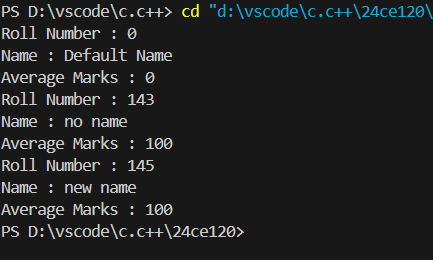 PS D:\vscode\c.c++> cd "d:\vscode\c.c++\24ce120\
Roll Number : 0
Name : Default Name
Average Marks : 0
Roll Number : 143
Name : no name
Average Marks : 100
Roll Number : 145
Name : new name
Average Marks : 100
PS D:\vscode\c.c++\24ce120>